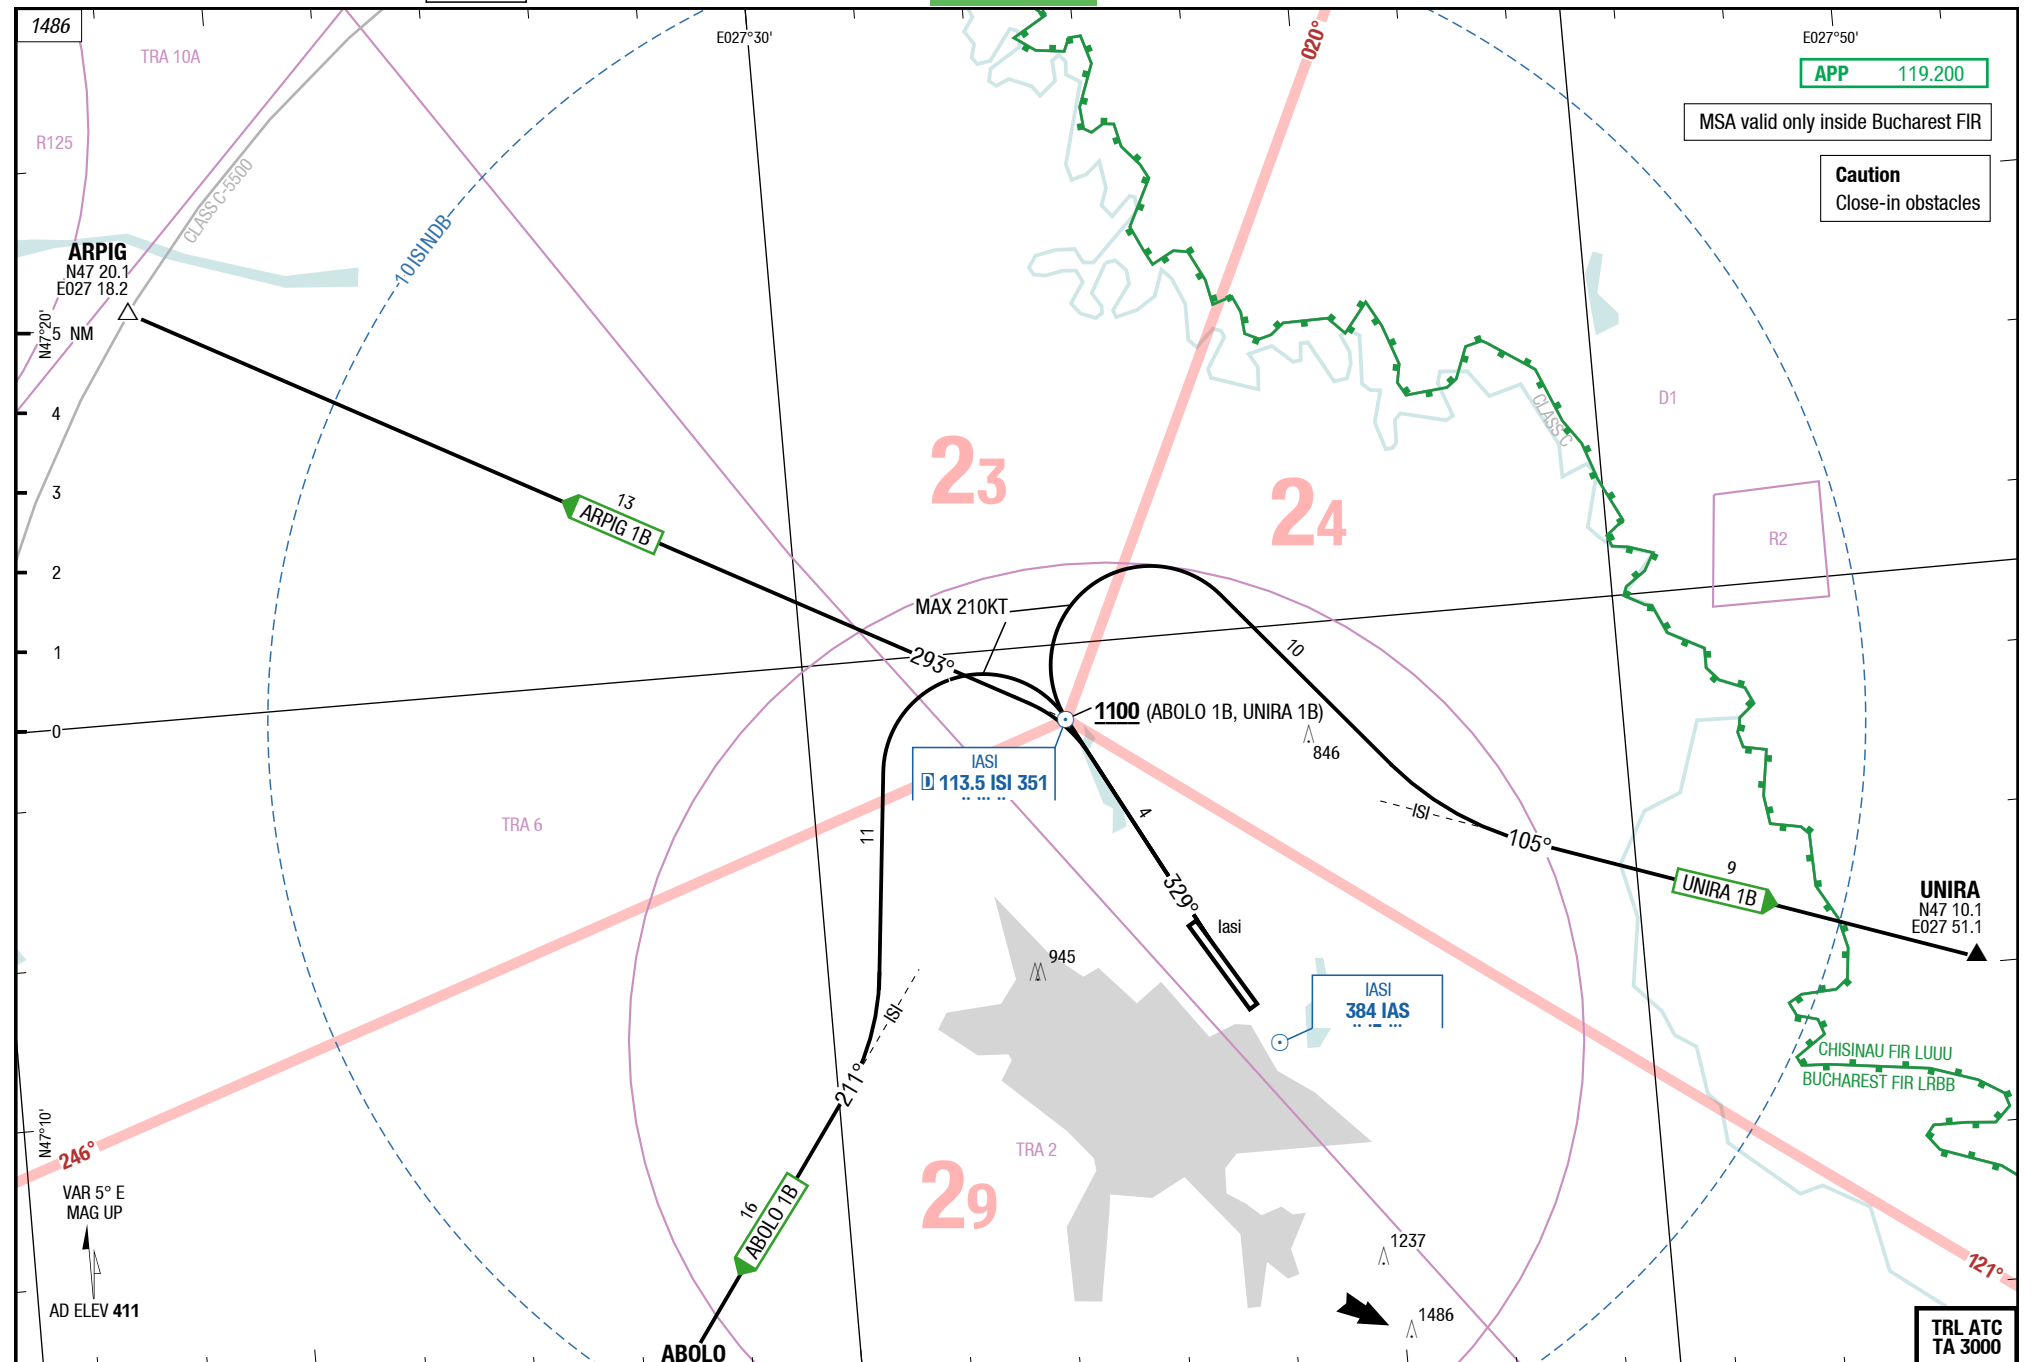 1486
TRA 10A
E027°30'
020°
E027°50'
APP 119.200
MSA valid only inside Bucharest FIR
Caution
Close-in obstacles
R125
CLASS C-5500
10 ISI NDB
ARPIG
N47 20.1
E027 18.2
N47°20'
5 NM
4
3
2
1
0
D1
CLASS C
23
24
R2
13
ARPIG 1B
MAX 210KT
293°
10
1100 (ABOLO 1B, UNIRA 1B)
846
IASI
D 113.5 ISI 351
4
11
TRA 6
ISI
105°
9
UNIRA 1B
UNIRA
N47 10.1
E027 51.1
329°
Iasi
945
IASI
384 IAS
ISI
211°
CHISINAU FIR LUUU
BUCHAREST FIR LRBB
N47°10'
246°
TRA 2
29
16
ABOLO 1B
VAR 5° E
MAG UP
AD ELEV 411
1237
121°
1486
ABOLO
TRL ATC
TA 3000